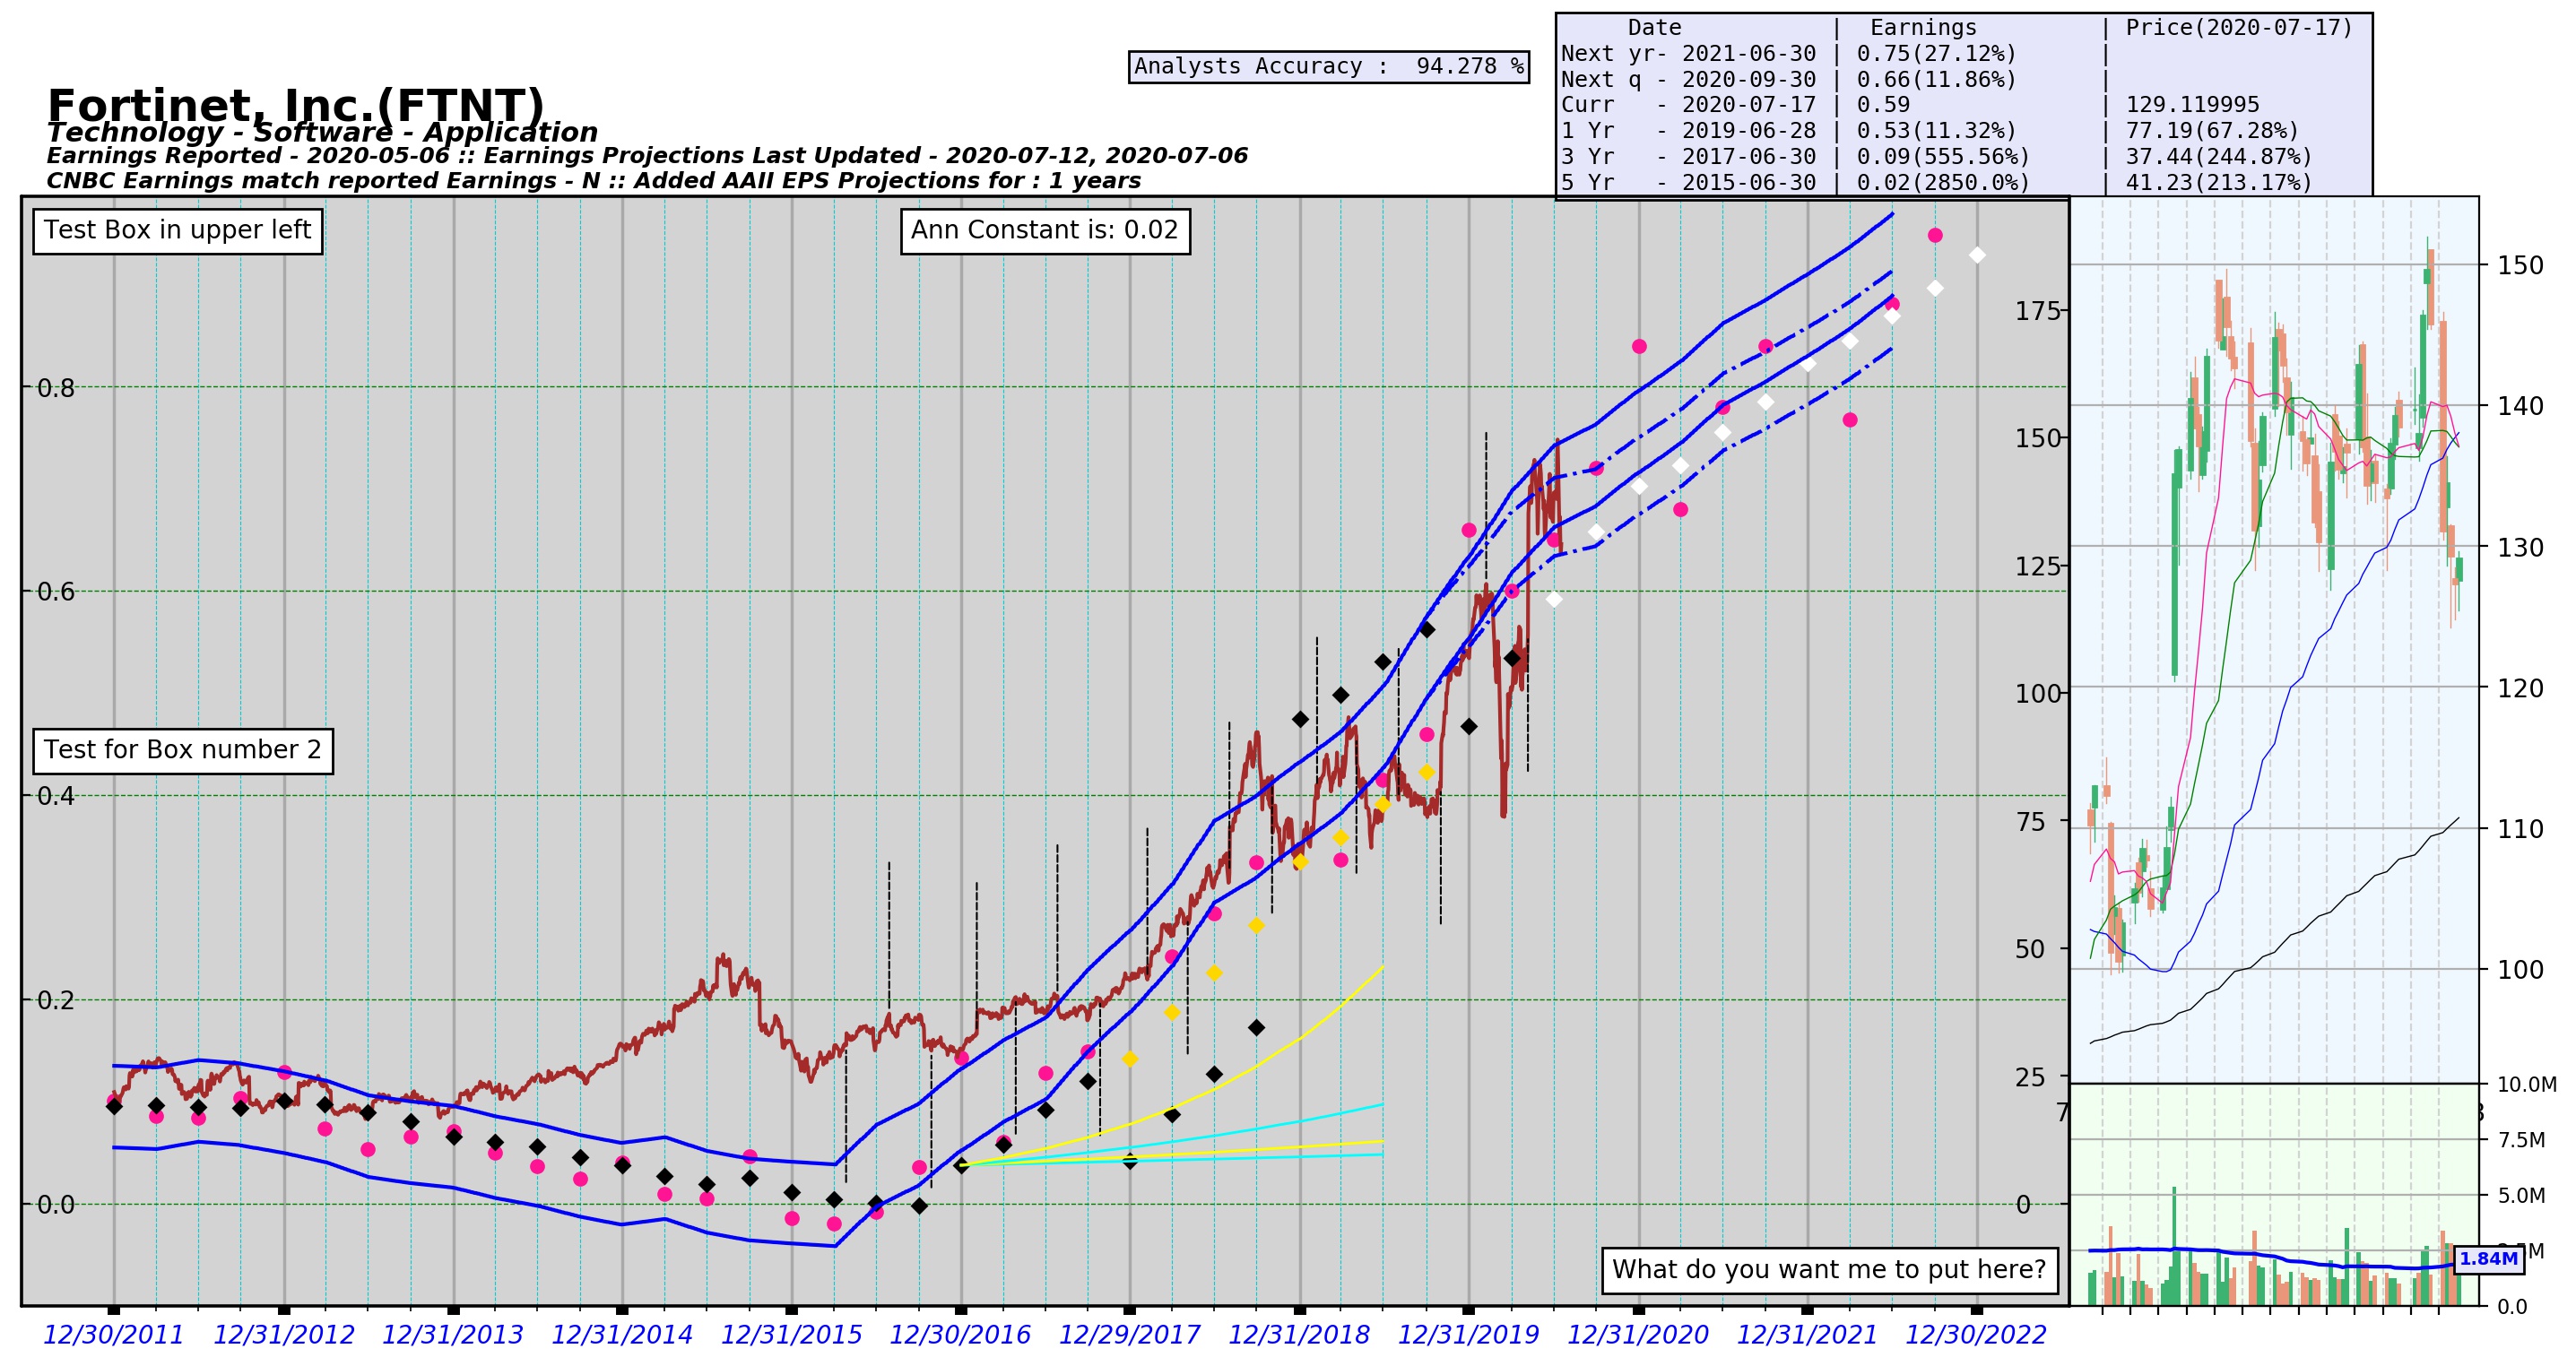 Date | Earnings | Price(2020-07-17)
Next yr- 2021-06-30 | 0.75(27.12%) |
Next q - 2020-09-30 | 0.66(11.86%) |
Curr - 2020-07-17 | 0.59 | 129.119995
1 Yr - 2019-06-28 | 0.53(11.32%) | 77.19(67.28%)
3 Yr - 2017-06-30 | 0.09(555.56%) | 37.44(244.87%)
5 Yr - 2015-06-30 | 0.02(2850.0%) | 41.23(213.17%)
Analysts Accuracy : 94.278 %
Fortinet, Inc.(FTNT)
Technology - Software - Application
Earnings Reported - 2020-05-06 :: Earnings Projections Last Updated - 2020-07-12, 2020-07-06
CNBC Earnings match reported Earnings - N :: Added AAII EPS Projections for : 1 years
Test Box in upper left
Ann Constant is: 0.02
Test for Box number 2
What do you want me to put here?
0.8
0.6
0.4
0.2
0.0
175
150
125
100
75
50
25
0
150
140
130
120
110
100
10.0M
7.5M
5.0M
1.84M
0.0
12/30/2011 12/31/2012 12/31/2013 12/31/2014 12/31/2015 12/30/2016 12/29/2017 12/31/2018 12/31/2019 12/31/2020 12/31/2021 12/30/2022